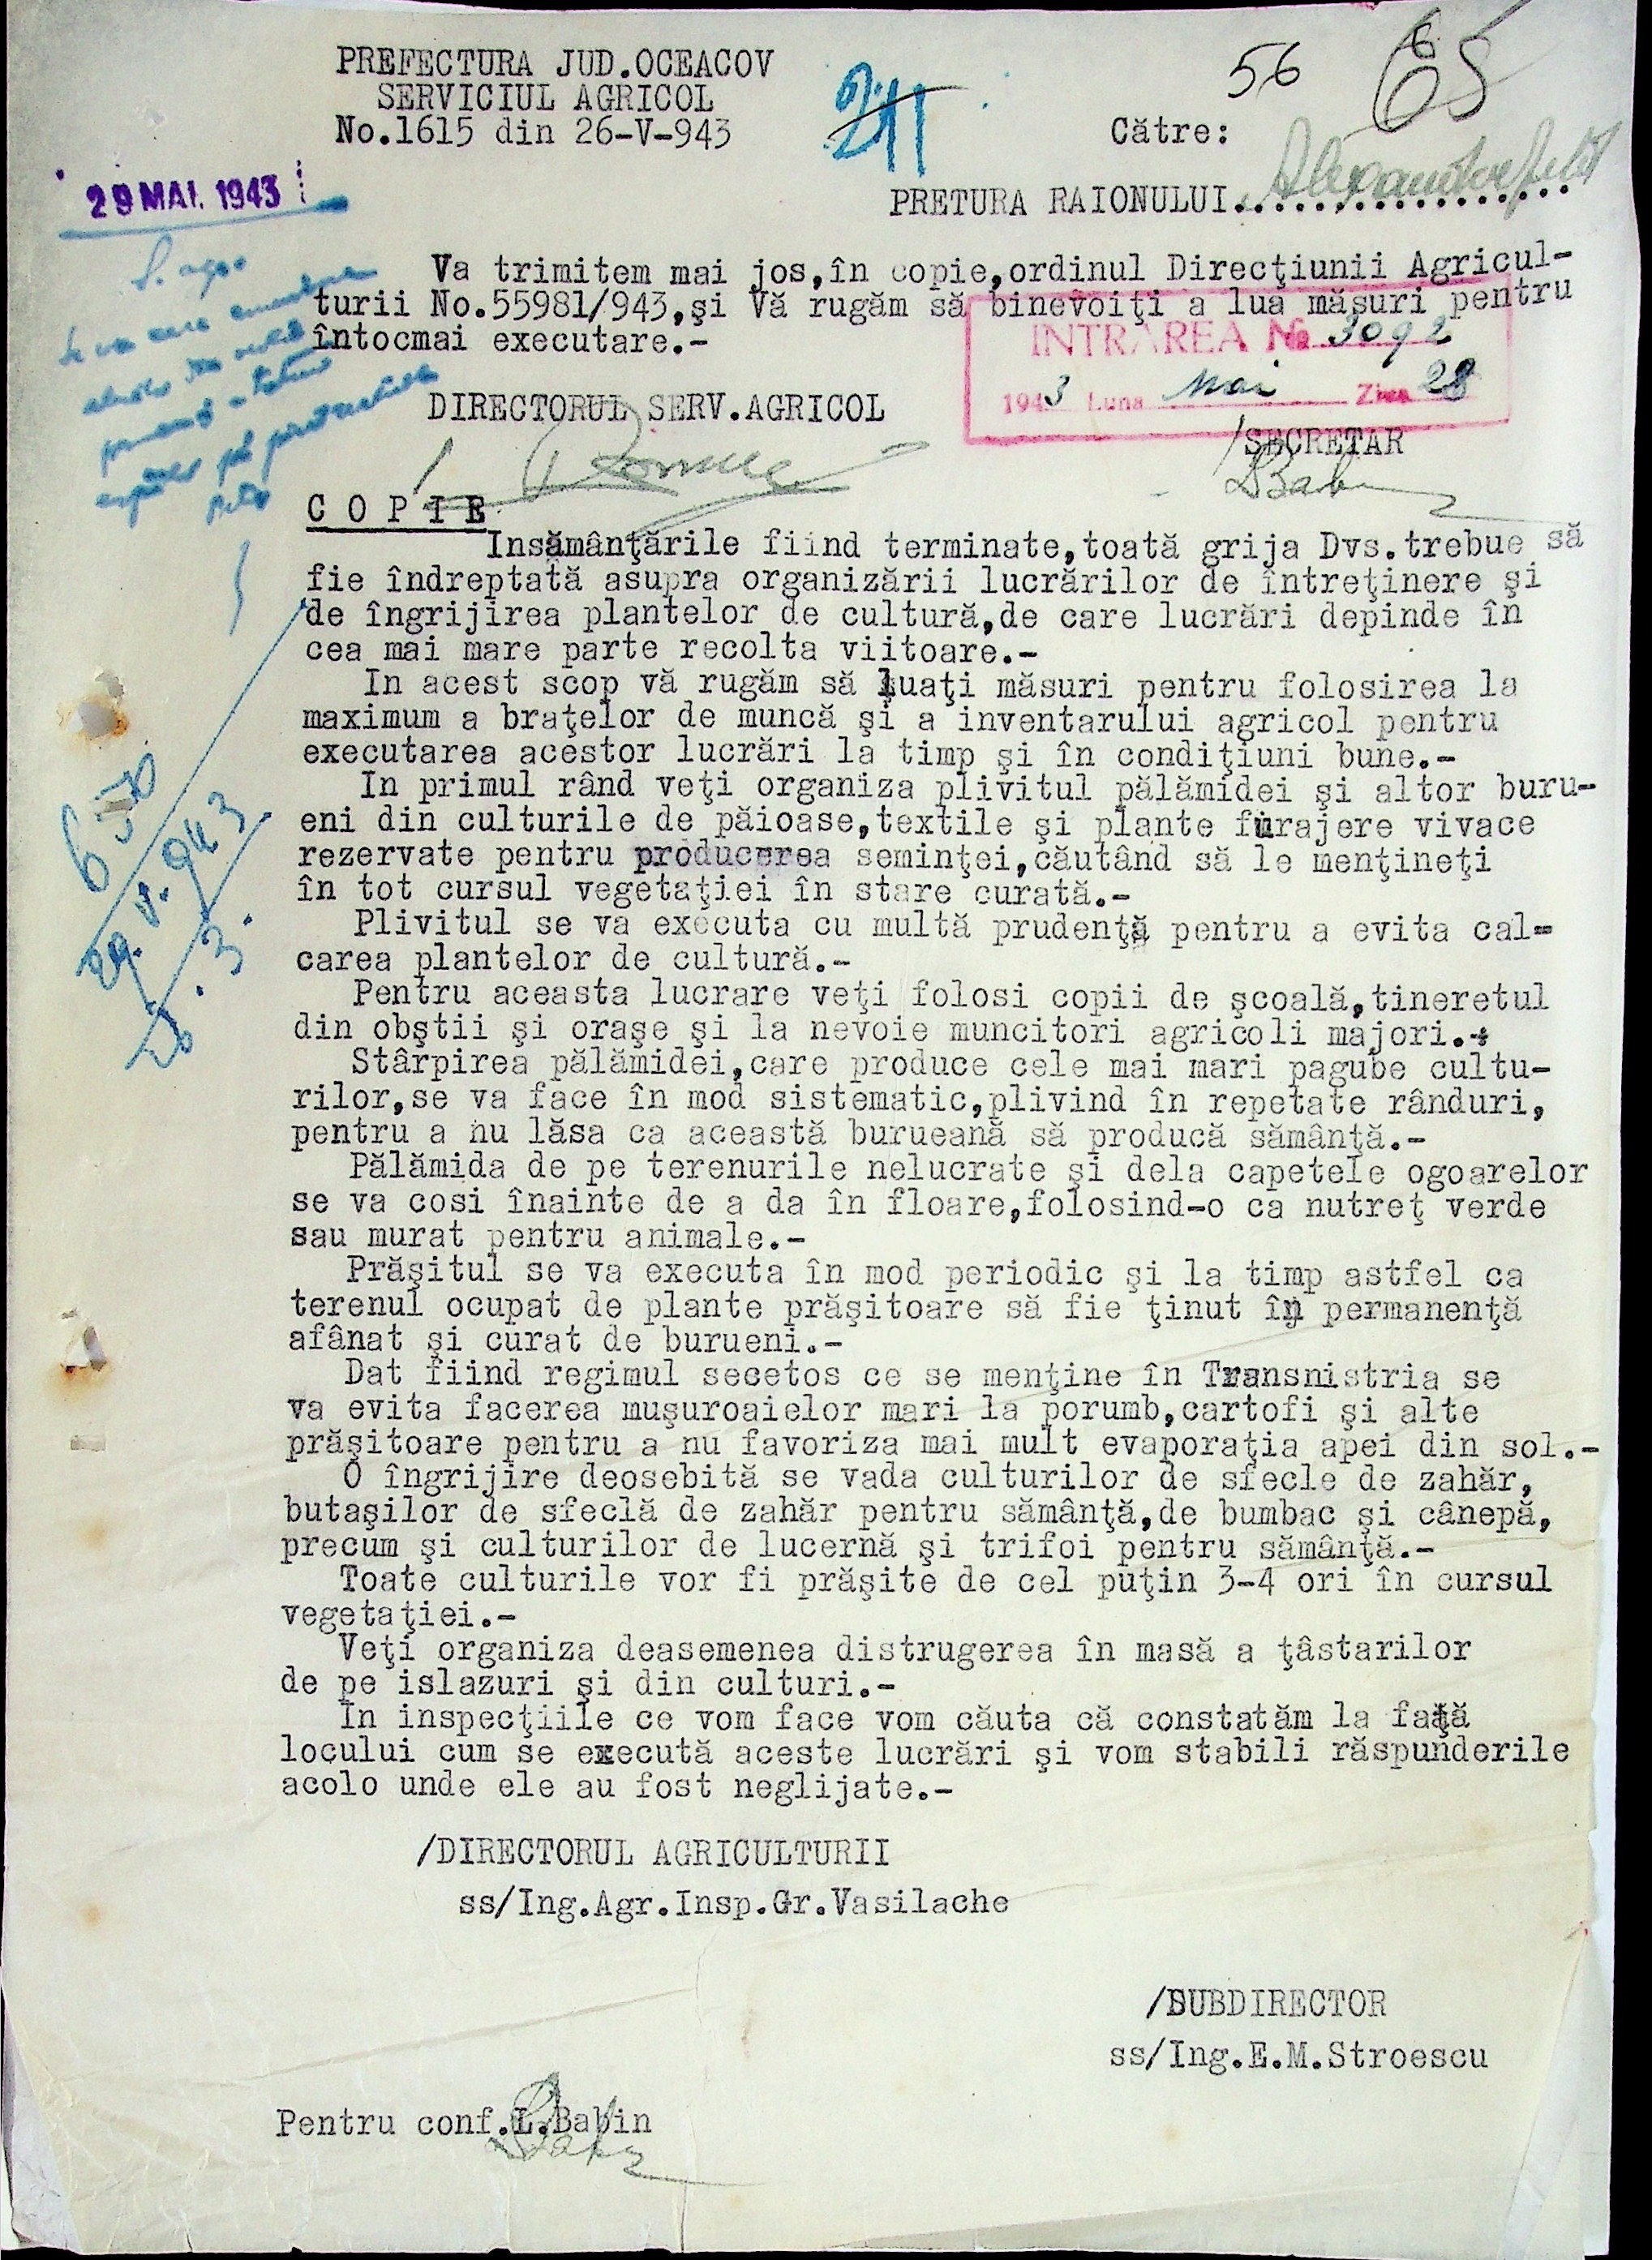 PREFECTURA JUD.OCEACOV
SERVICIUL AGRICOL
No.1615 din 26-V-943
56
65
Către:
29 MAI. 1943
PRETURA RAIONULUI.................
Va trimitem mai jos,în copie,ordinul Direcţiunii Agricul-
turii No.55981/943,şi Vă rugăm să binevoiţi a lua măsuri pentru
întocmai executare.-
INTRAREA № 3092
1943 Luna Mai Ziua 28
DIRECTORUL SERV.AGRICOL
/SECRETAR
COPIE
Insămânţările fiind terminate,toată grija Dvs.trebue să
fie îndreptată asupra organizării lucrărilor de întreţinere şi
de îngrijirea plantelor de cultură,de care lucrări depinde în
cea mai mare parte recolta viitoare.-
In acest scop vă rugăm să luaţi măsuri pentru folosirea la
maximum a braţelor de muncă şi a inventarului agricol pentru
executarea acestor lucrări la timp şi în condiţiuni bune.-
In primul rând veţi organiza plivitul pălămidei şi altor buru-
eni din culturile de păioase,textile şi plante furajere vivace
rezervate pentru producerea seminţei,căutând să le menţineţi
în tot cursul vegetaţiei în stare curată.-
Plivitul se va executa cu multă prudenţă pentru a evita cal-
carea plantelor de cultură.-
Pentru aceasta lucrare veţi folosi copii de şcoală,tineretul
din obştii şi oraşe şi la nevoie muncitori agricoli majori.-
Stârpirea pălămidei,care produce cele mai mari pagube cultu-
rilor,se va face în mod sistematic,plivind în repetate rânduri,
pentru a nu lăsa ca această burueană să producă sămânţă.-
Pălămida de pe terenurile nelucrate şi dela capetele ogoarelor
se va cosi înainte de a da în floare,folosind-o ca nutreţ verde
sau murat pentru animale.-
Prăşitul se va executa în mod periodic şi la timp astfel ca
terenul ocupat de plante prăşitoare să fie ţinut în permanenţă
afânat şi curat de burueni.-
Dat fiind regimul secetos ce se menţine în Transnistria se
va evita facerea muşuroaielor mari la porumb,cartofi şi alte
prăşitoare pentru a nu favoriza mai mult evaporaţia apei din sol.-
O îngrijire deosebită se vada culturilor de sfecle de zahăr,
butaşilor de sfeclă de zahăr pentru sămânţă,de bumbac şi cânepă,
precum şi culturilor de lucernă şi trifoi pentru sămânţă.-
Toate culturile vor fi prăşite de cel puţin 3-4 ori în cursul
vegetaţiei.-
Veţi organiza deasemenea distrugerea în masă a ţâstarilor
de pe islazuri şi din culturi.-
In inspecţiile ce vom face vom căuta că constatăm la faţă
locului cum se execută aceste lucrări şi vom stabili răspunderile
acolo unde ele au fost neglijate.-
/DIRECTORUL AGRICULTURII
ss/Ing.Agr.Insp.Gr.Vasilache
/SUBDIRECTOR
ss/Ing.E.M.Stroescu
Pentru conf.L.Babin